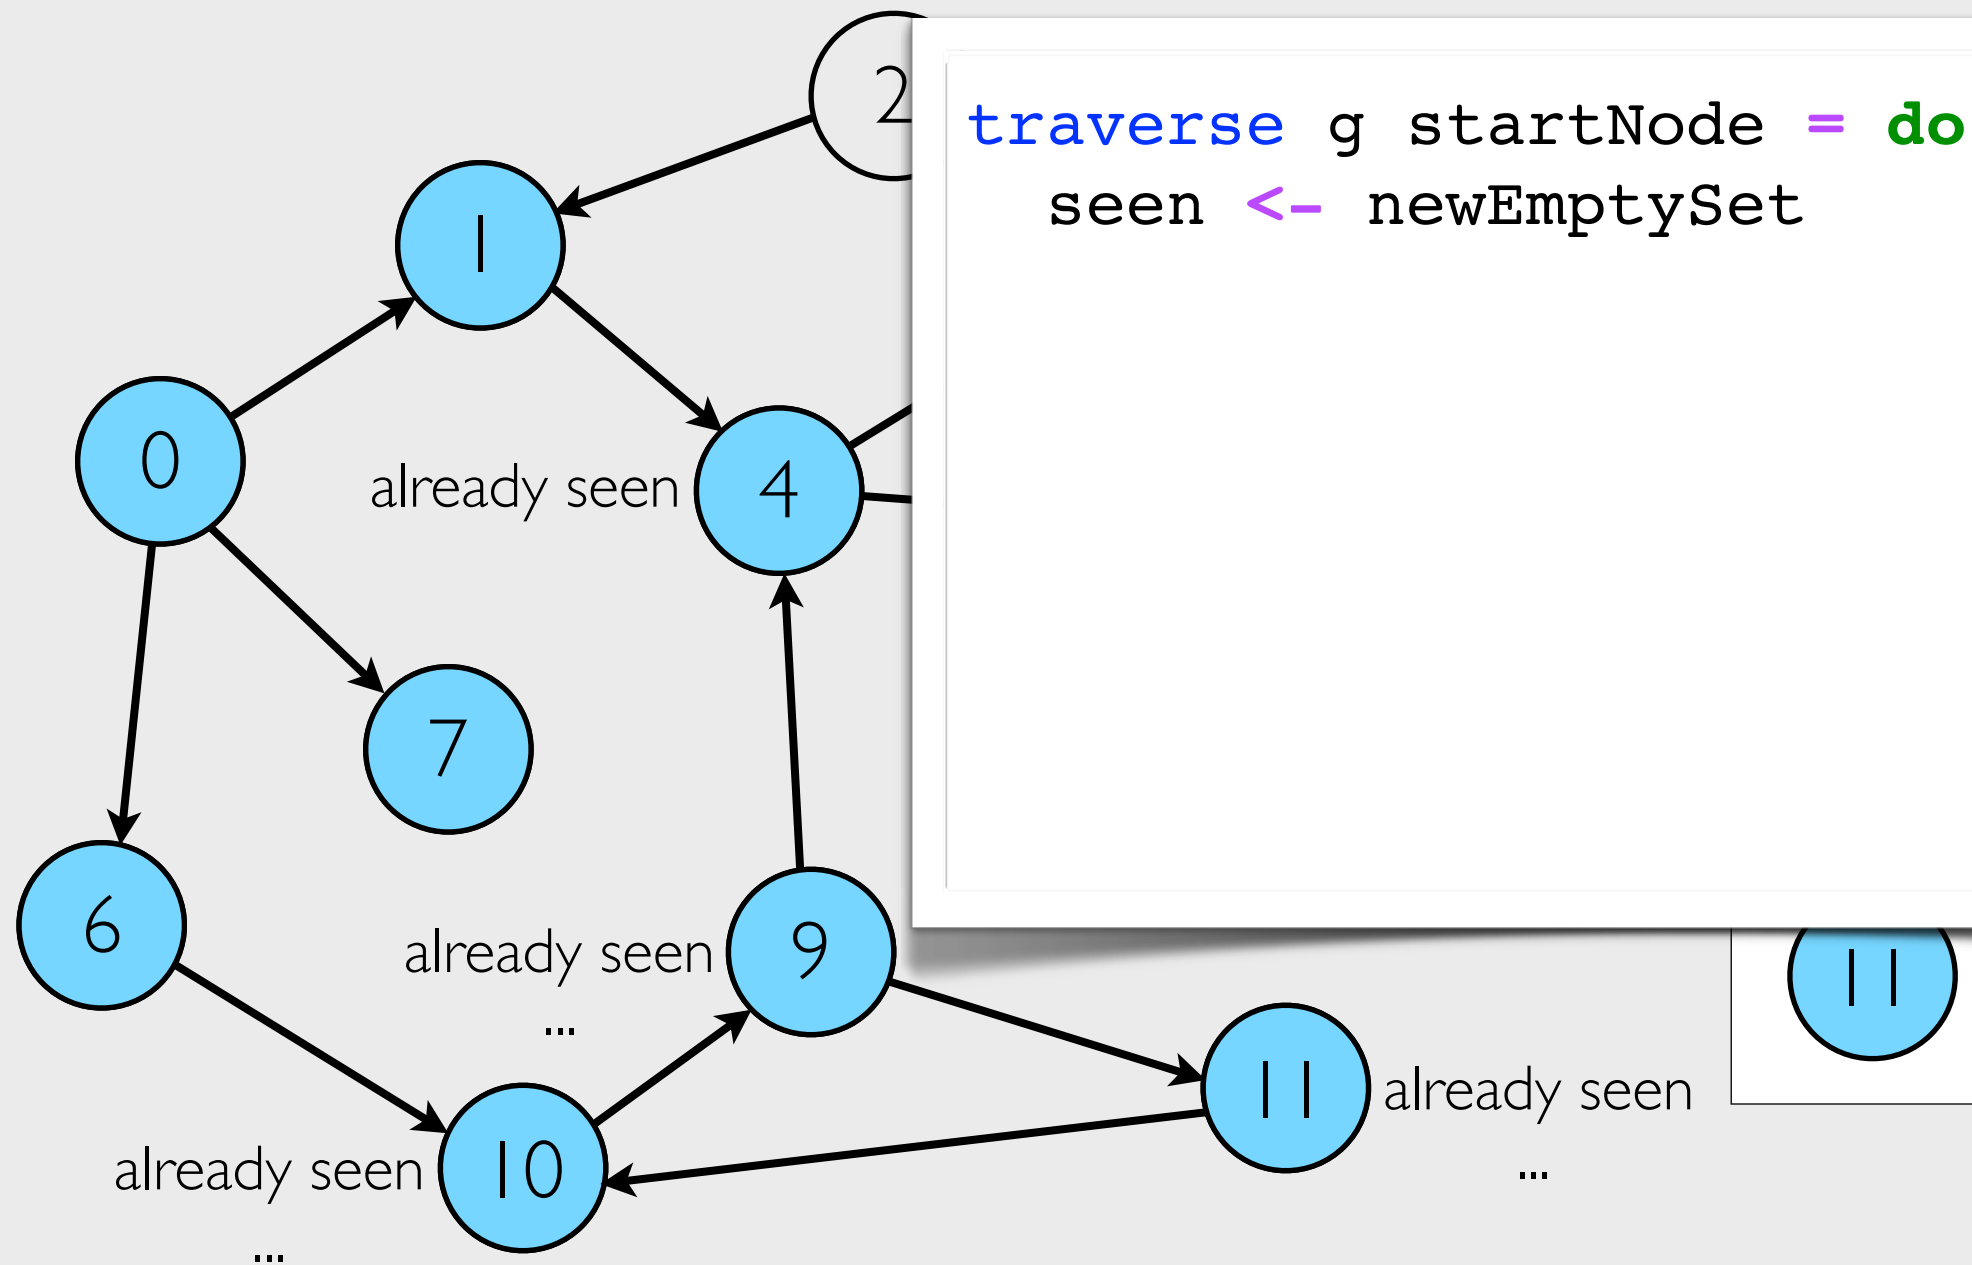 2
traverse g startNode = do
seen <- newEmptySet
1
0
already seen
4
7
6
already seen
9
...
11
11
already seen
...
already seen
10
...